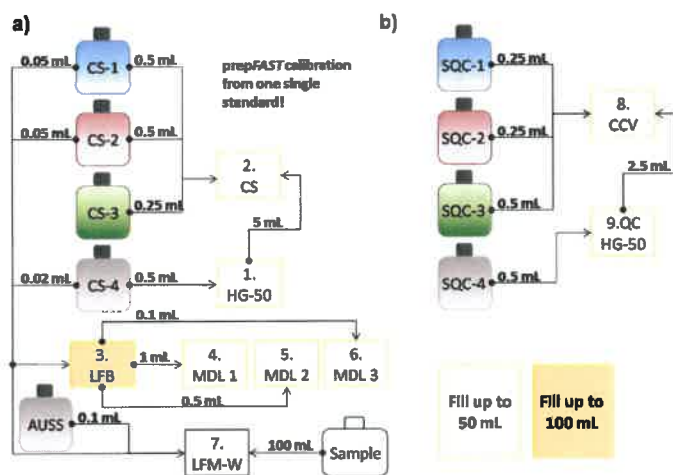 a)
0.05 mL
CS-1
0.5 mL
prepFAST calibration
from one single
standard!
0.05 mL
CS-2
0.5 mL
2.
CS
CS-3
0.25 mL
5 mL
0.02 mL
CS-4
0.5 mL
1.
HG-50
0.1 mL
3.
LFB
1 mL
4.
MDL 1
5.
MDL 2
6.
MDL 3
0.5 mL
AUSS
0.1 mL
7.
LFM-W
100 mL
Sample
b)
SQC-1
0.25 mL
8.
CCV
SQC-2
0.25 mL
2.5 mL
SQC-3
0.5 mL
9.QC
HG-50
SQC-4
0.5 mL
Fill up to
50 mL
Fill up to
100 mL